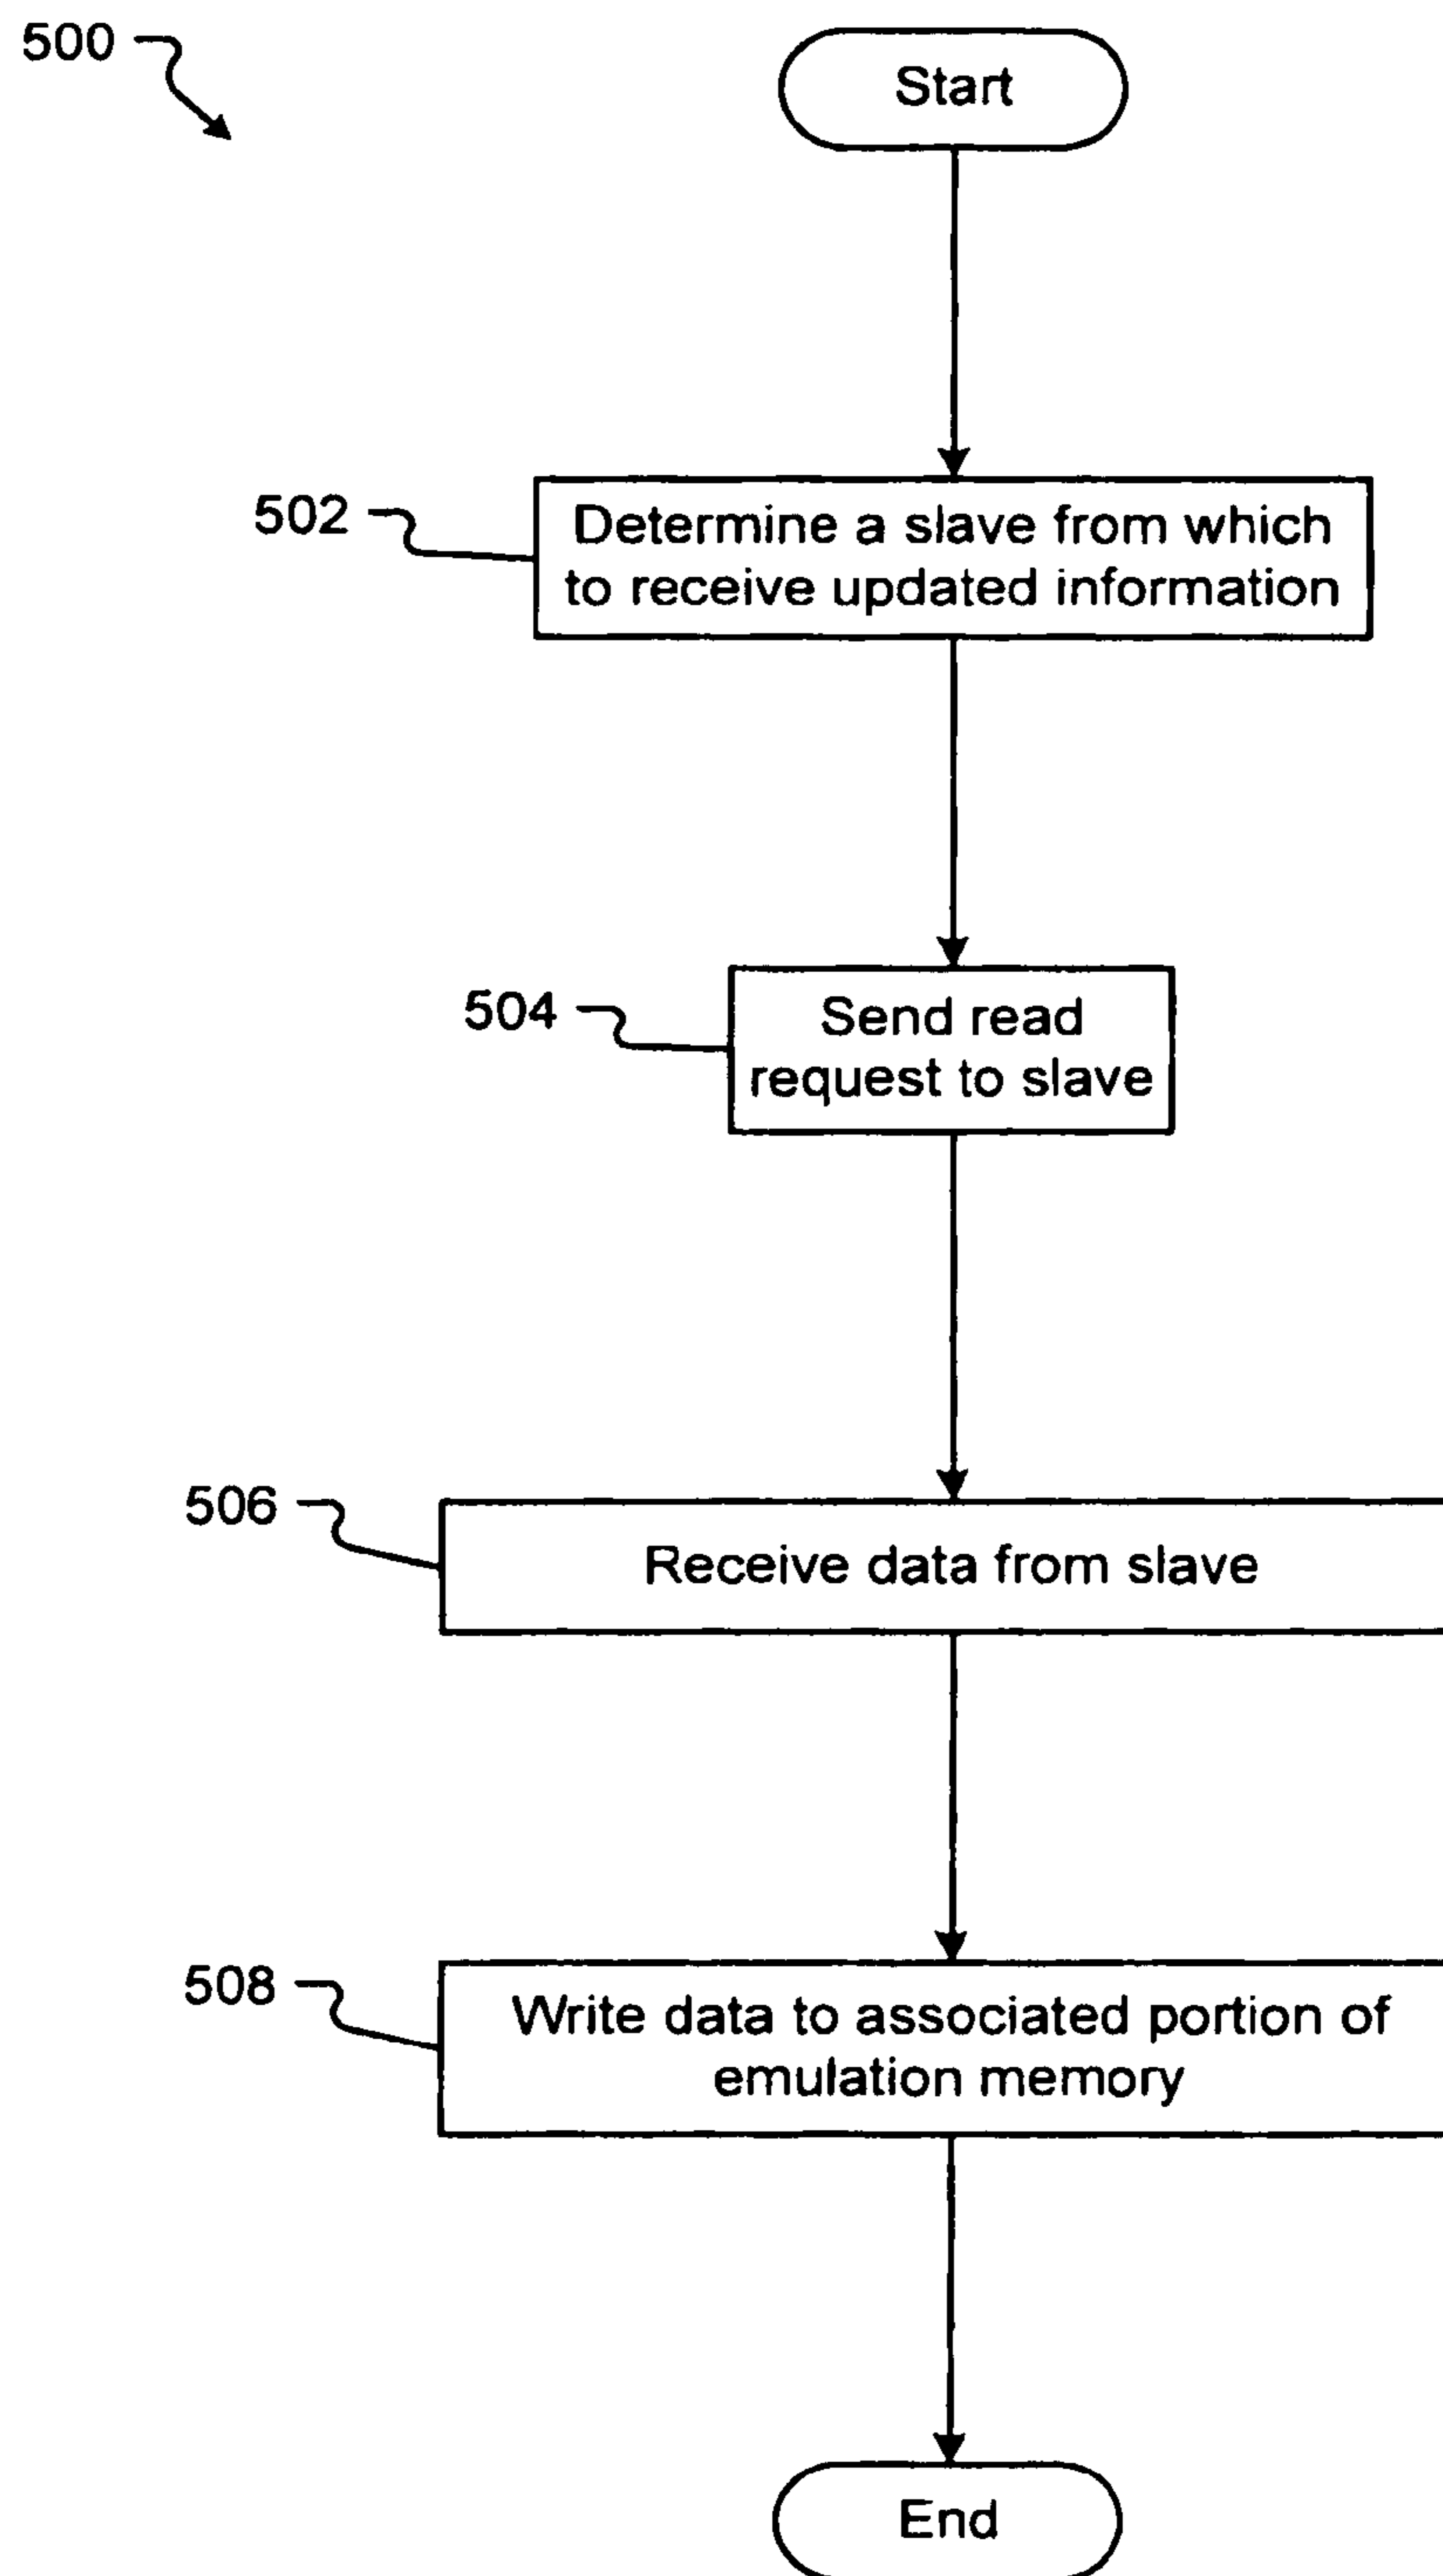 500
Start
502
Determine a slave from which
to receive updated information
504
Send read
request to slave
506
Receive data from slave
508
Write data to associated portion of
emulation memory
End